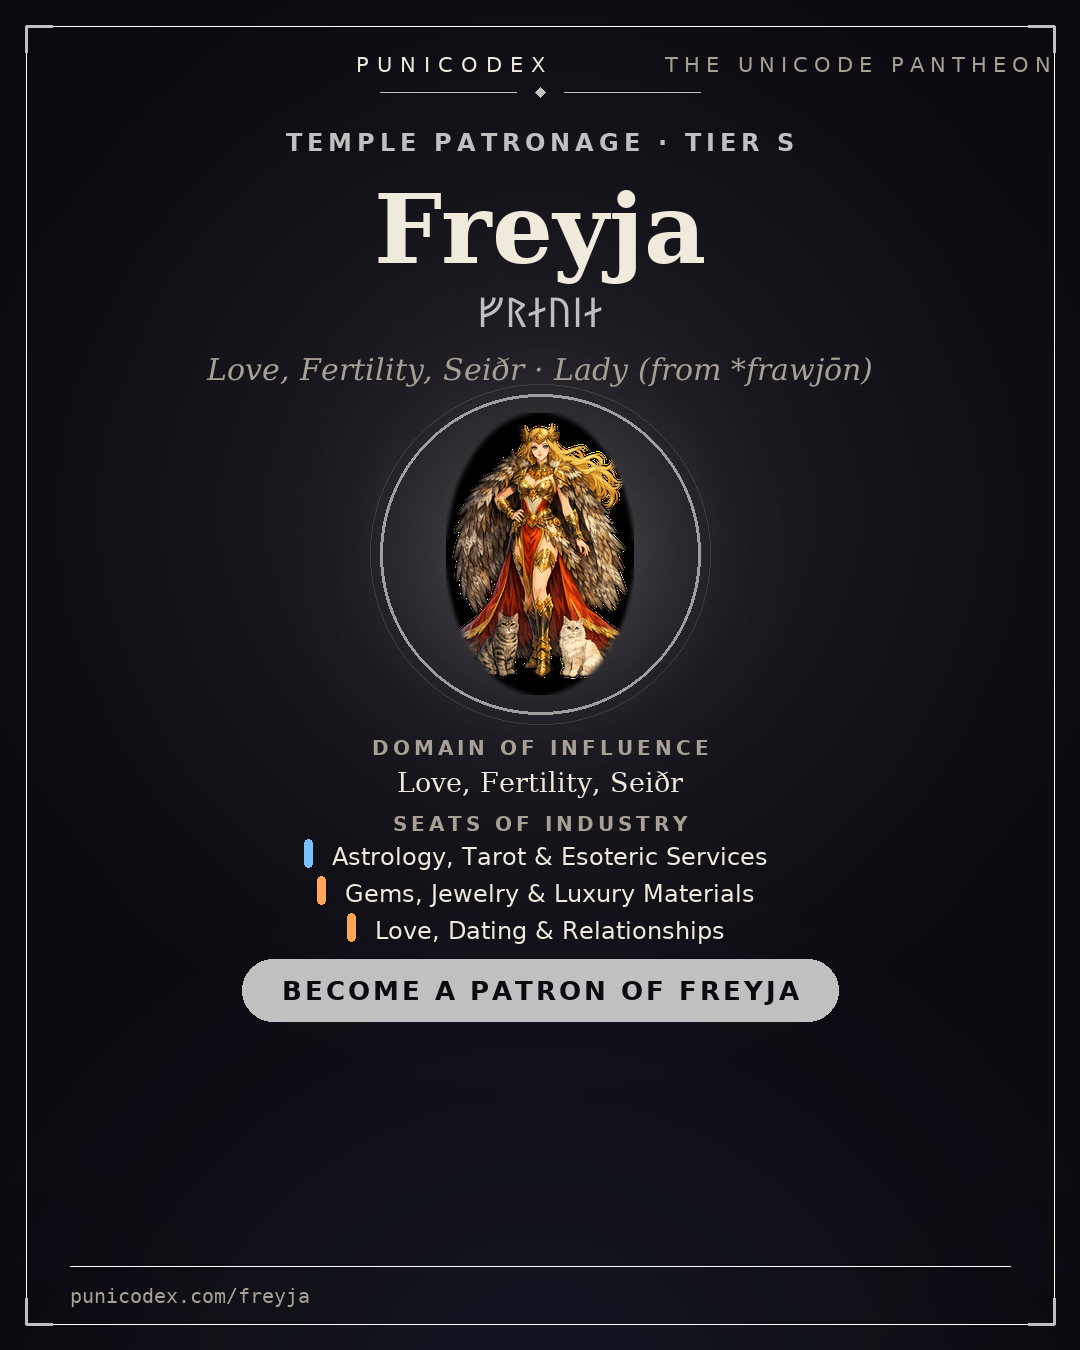 PUNICODEX
THE UNICODE PANTHEON
TEMPLE PATRONAGE · TIER S
Freyja
ᚠᚱᛅᚢᛁᛅ
Love, Fertility, Seiðr · Lady (from *frawjōn)
DOMAIN OF INFLUENCE
Love, Fertility, Seiðr
SEATS OF INDUSTRY
Astrology, Tarot & Esoteric Services
Gems, Jewelry & Luxury Materials
Love, Dating & Relationships
BECOME A PATRON OF FREYJA
punicodex.com/freyja